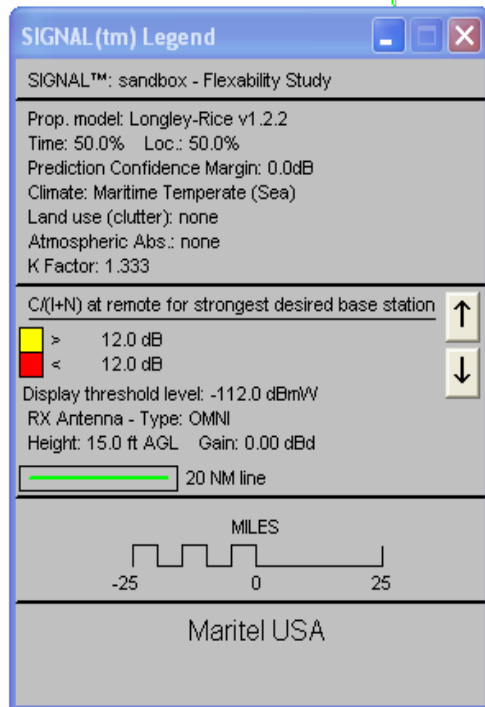 SIGNAL(tm) Legend
SIGNAL™: sandbox - Flexability Study
Prop. model: Longley-Rice v1.2.2
Time: 50.0% Loc.: 50.0%
Prediction Confidence Margin: 0.0dB
Climate: Maritime Temperate (Sea)
Land use (clutter): none
Atmospheric Abs.: none
K Factor: 1.333
C/(I+N) at remote for strongest desired base station
> 12.0 dB
< 12.0 dB
Display threshold level: -112.0 dBmW
RX Antenna - Type: OMNI
Height: 15.0 ft AGL Gain: 0.00 dBd
20 NM line
MILES
-25 0 25
Maritel USA